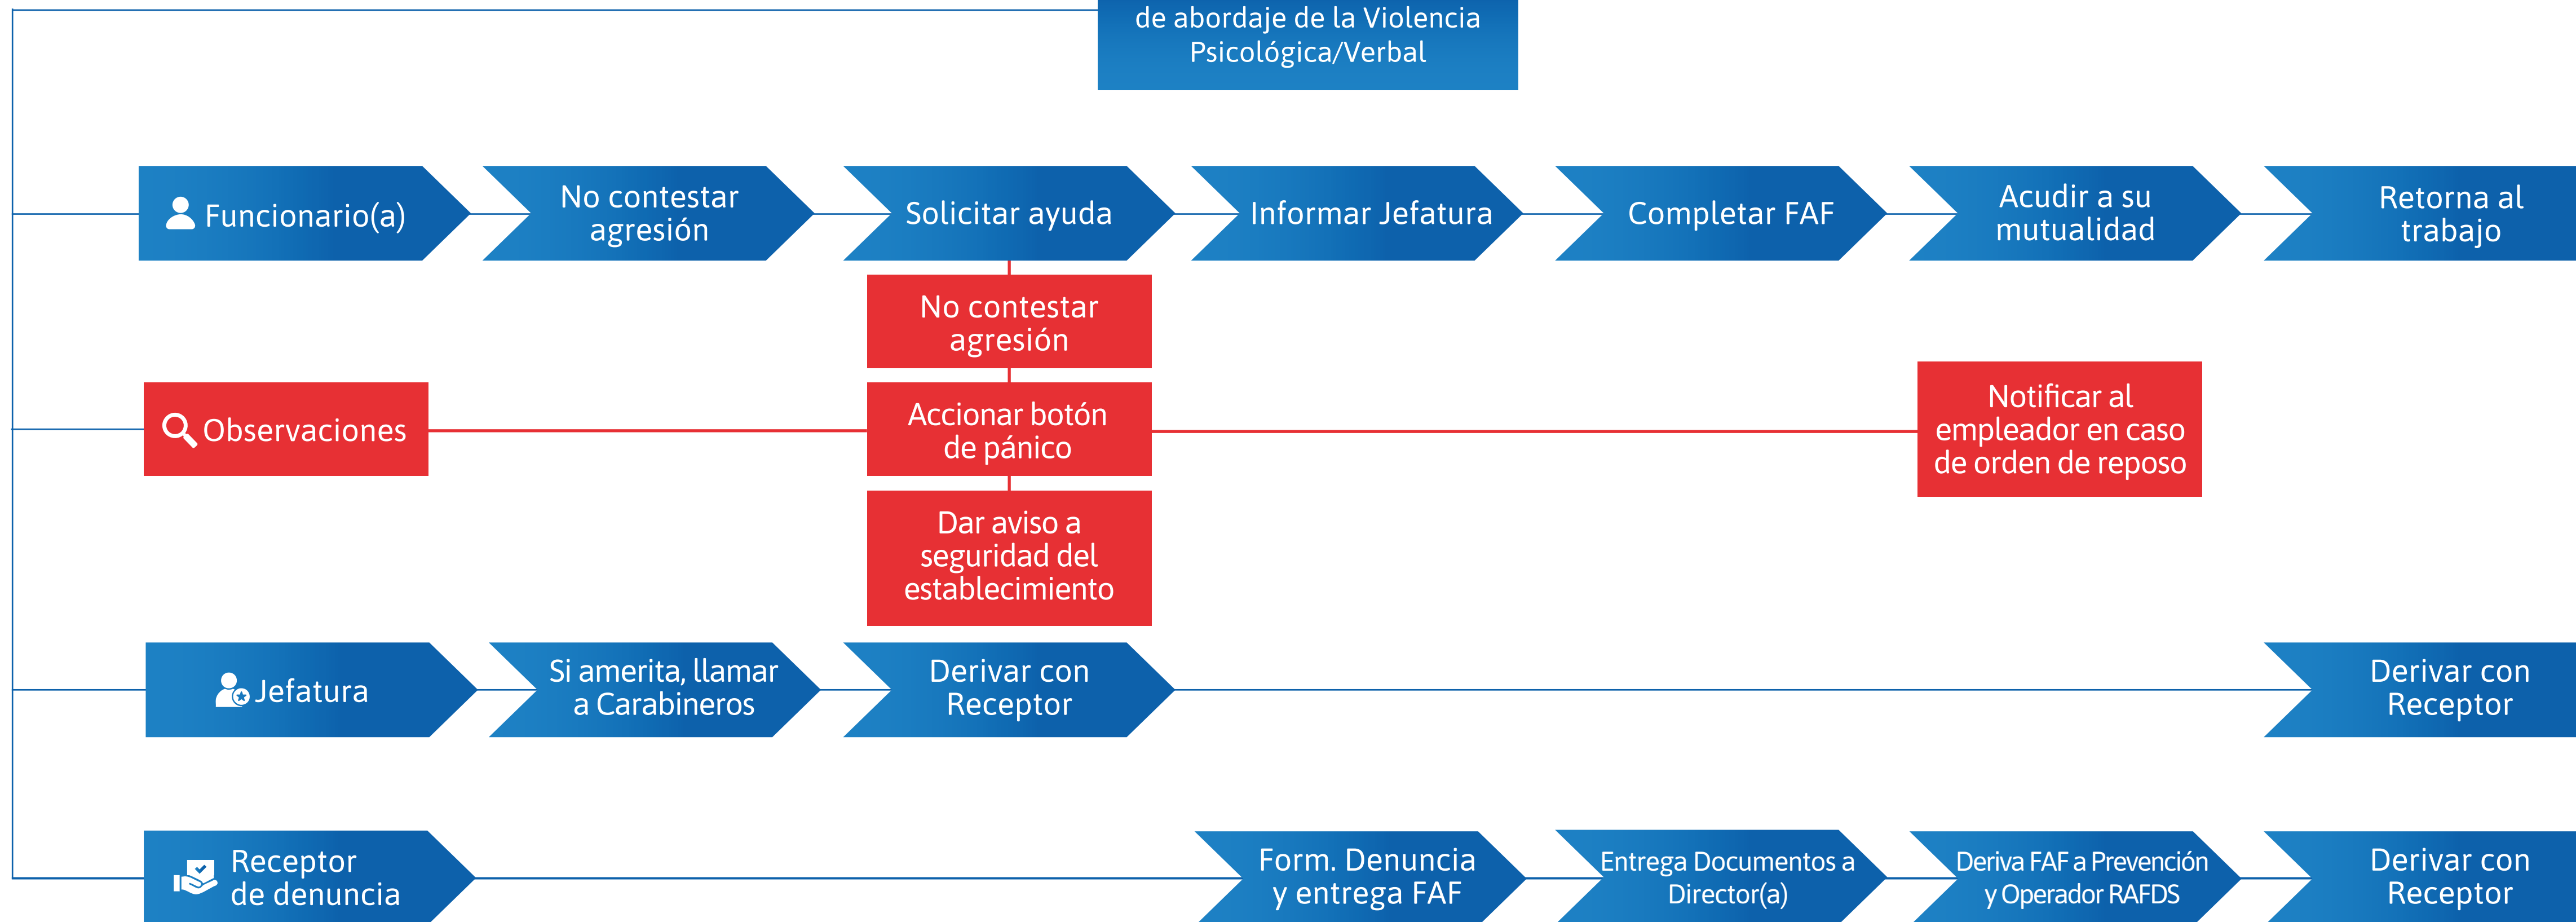 de abordaje de la Violencia
Psicológica/Verbal
Funcionario(a)
No contestar
agresión
Solicitar ayuda
Informar Jefatura
Completar FAF
Acudir a su
mutualidad
Retorna al
trabajo
No contestar
agresión
Observaciones
Accionar botón
de pánico
Notificar al
empleador en caso
de orden de reposo
Dar aviso a
seguridad del
establecimiento
Jefatura
Si amerita, llamar
a Carabineros
Derivar con
Receptor
Derivar con
Receptor
Receptor
de denuncia
Form. Denuncia
y entrega FAF
Entrega Documentos a
Director(a)
Deriva FAF a Prevención
y Operador RAFDS
Derivar con
Receptor